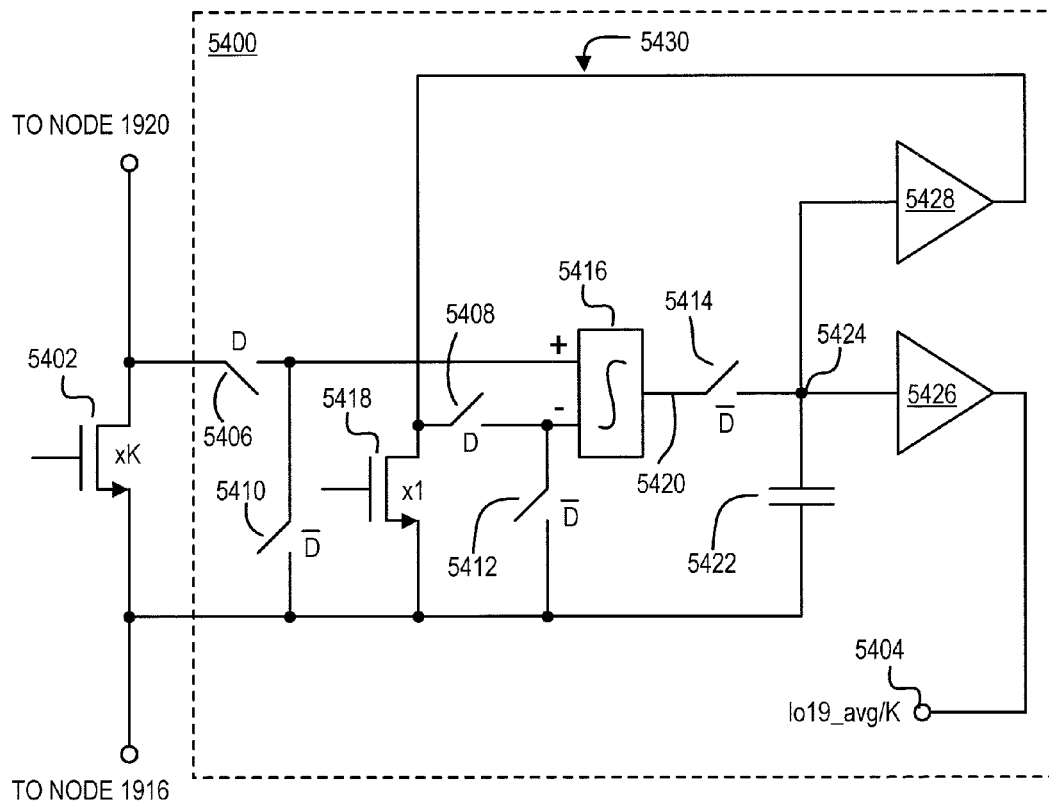 5400
5430
TO NODE 1920
5428
5416
5414
5408
5424
D
+
5402
5418
5426
5406
-
D
D̅
xK
x1
5420
5410
D̅
D̅
5412
5422
5404
Io19_avg/K
TO NODE 1916